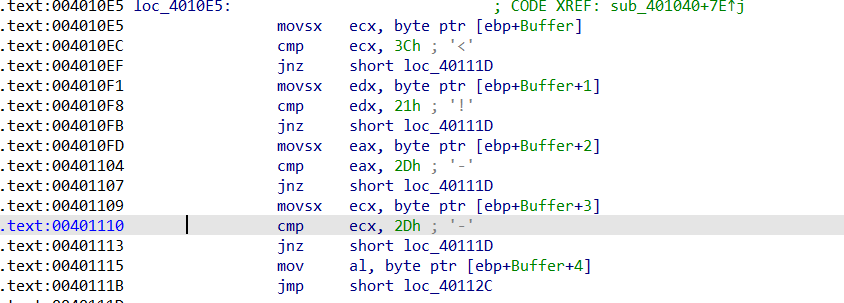 .text:004010E5 loc_4010E5: ; CODE XREF: sub_401040+7E↑j
.text:004010E5 movsx ecx, byte ptr [ebp+Buffer]
.text:004010EC cmp ecx, 3Ch ; '<'
.text:004010EF jnz short loc_40111D
.text:004010F1 movsx edx, byte ptr [ebp+Buffer+1]
.text:004010F8 cmp edx, 21h ; '!'
.text:004010FB jnz short loc_40111D
.text:004010FD movsx eax, byte ptr [ebp+Buffer+2]
.text:00401104 cmp eax, 2Dh ; '-'
.text:00401107 jnz short loc_40111D
.text:00401109 movsx ecx, byte ptr [ebp+Buffer+3]
.text:00401110 cmp ecx, 2Dh ; '-'
.text:00401113 jnz short loc_40111D
.text:00401115 mov al, byte ptr [ebp+Buffer+4]
.text:0040111B jmp short loc_40112C